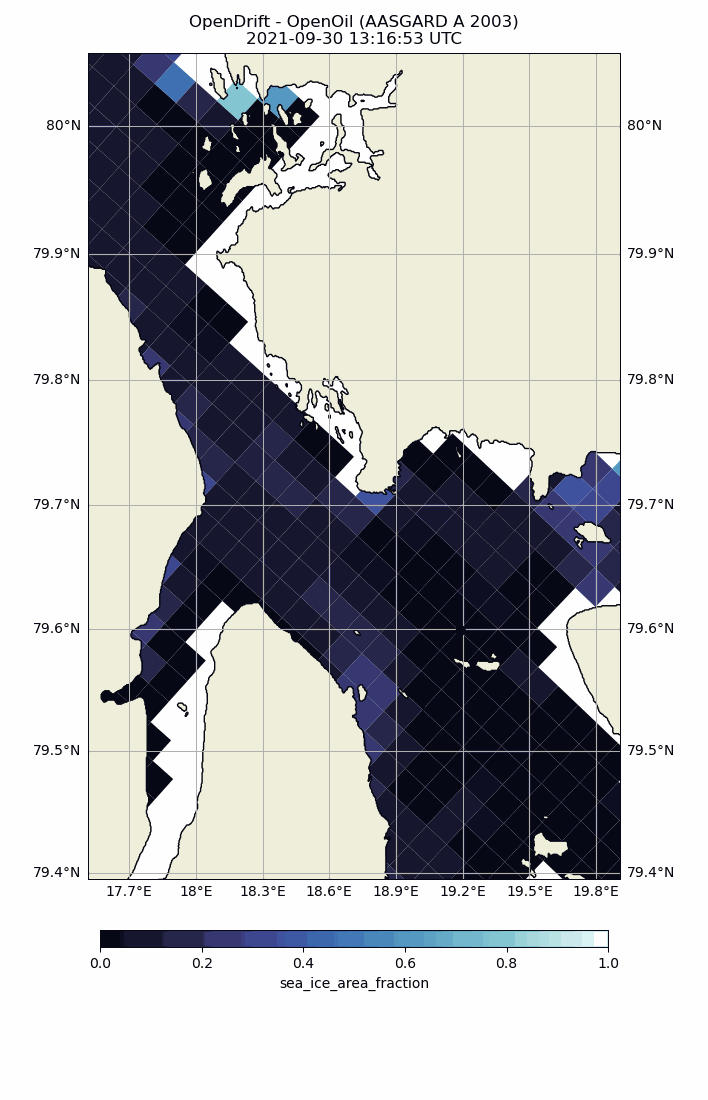 OpenDrift - OpenOil (AASGARD A 2003)
2021-09-30 13:16:53 UTC
80°N 80°N
79.9°N 79.9°N
79.8°N 79.8°N
79.7°N 79.7°N
79.6°N 79.6°N
79.5°N 79.5°N
79.4°N 79.4°N
17.7°E 18°E 18.3°E 18.6°E 18.9°E 19.2°E 19.5°E 19.8°E
0.0 0.2 0.4 0.6 0.8 1.0
sea_ice_area_fraction